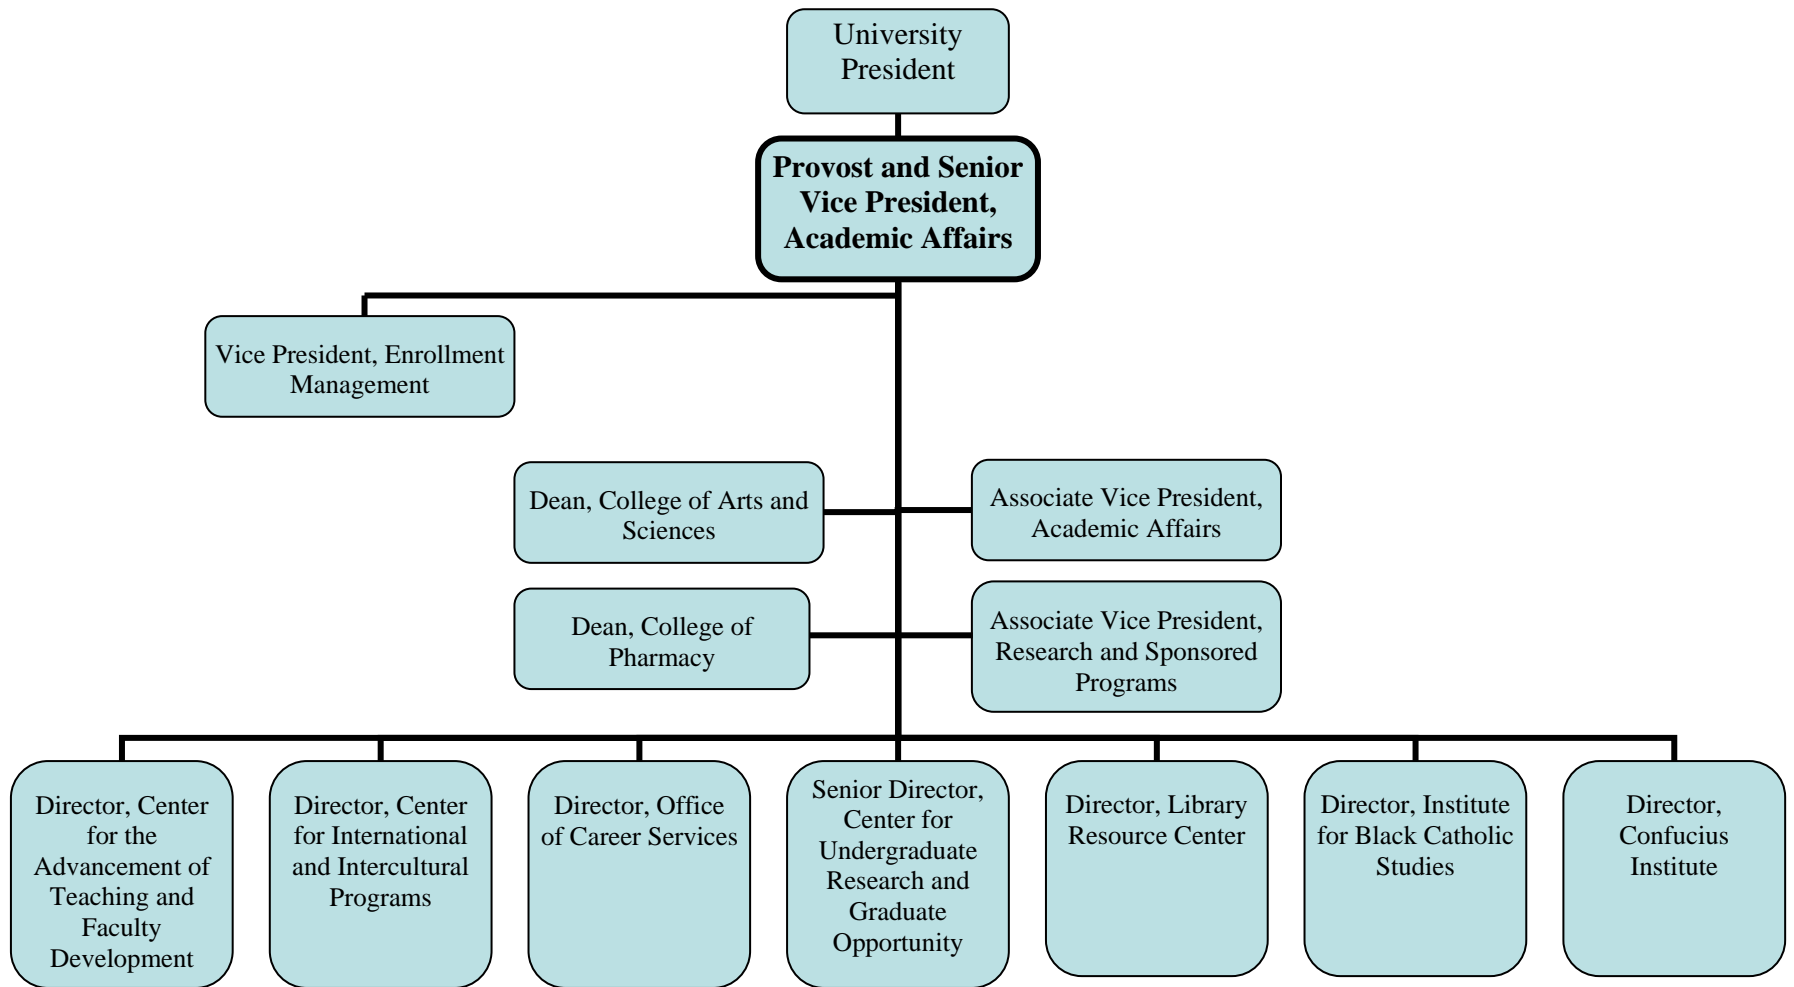 University
President
Provost and Senior
Vice President,
Academic Affairs
Vice President, Enrollment
Management
Dean, College of Arts and
Sciences
Associate Vice President,
Academic Affairs
Dean, College of
Pharmacy
Associate Vice President,
Research and Sponsored
Programs
Director, Center
for the
Advancement of
Teaching and
Faculty
Development
Director, Center
for International
and Intercultural
Programs
Director, Office
of Career Services
Senior Director,
Center for
Undergraduate
Research and
Graduate
Opportunity
Director, Library
Resource Center
Director, Institute
for Black Catholic
Studies
Director,
Confucius
Institute